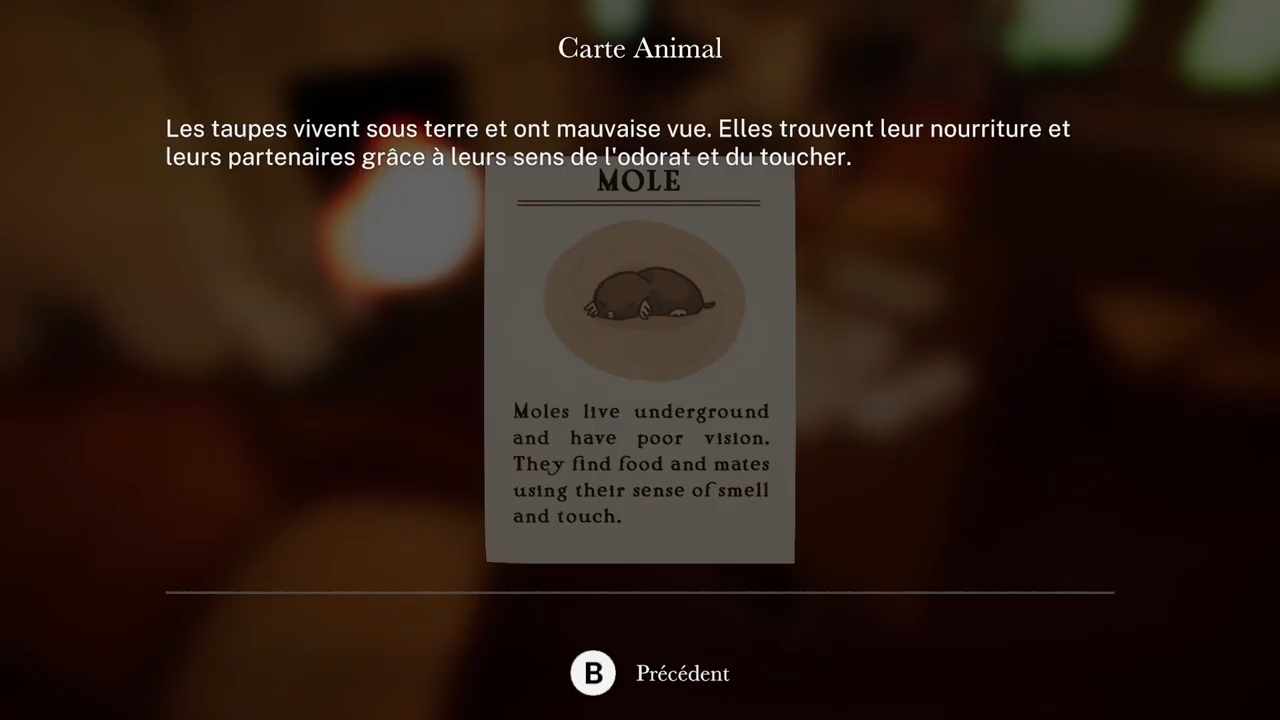 Carte Animal
Les taupes vivent sous terre et ont mauvaise vue. Elles trouvent leur nourriture et
leurs partenaires grâce à leurs sens de l'odorat et du toucher.
MOLE
Moles live underground
and have poor vision.
They find food and mates
using their sense of smell
and touch.
B Précédent